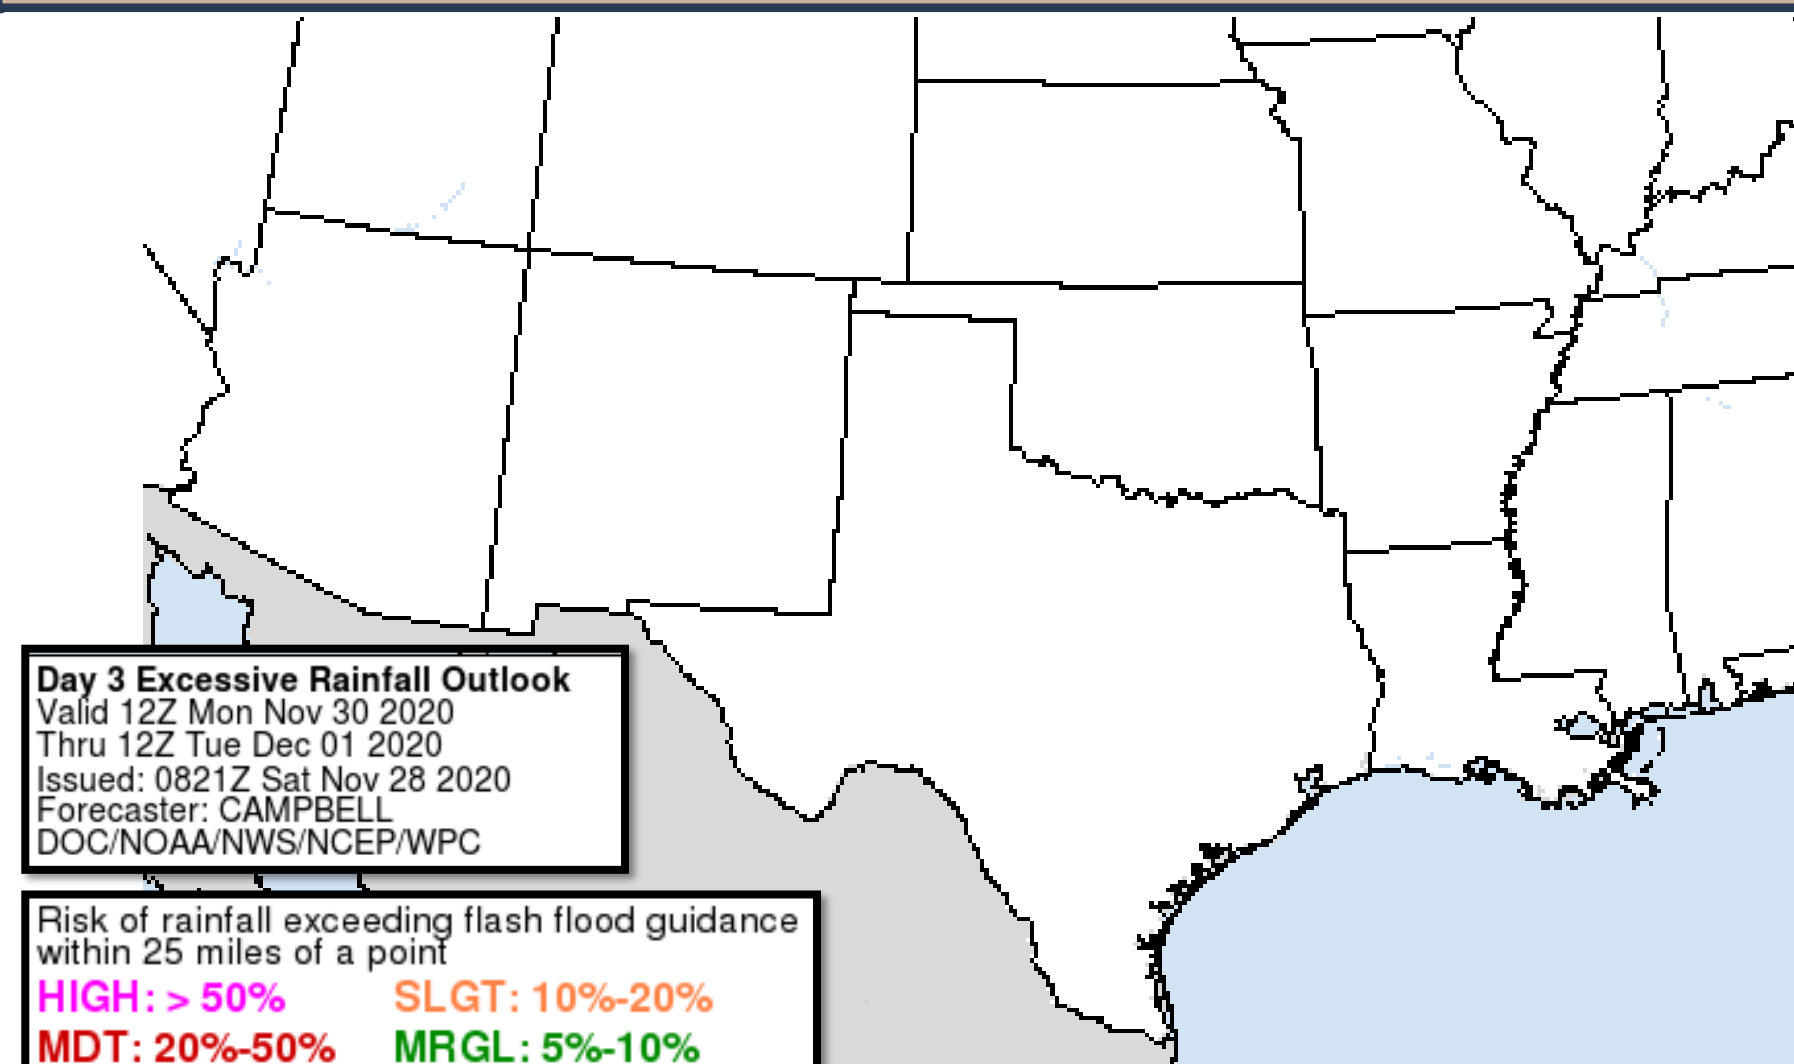 Day 3 Excessive Rainfall Outlook
Valid 12Z Mon Nov 30 2020
Thru 12Z Tue Dec 01 2020
Issued: 0821Z Sat Nov 28 2020
Forecaster: CAMPBELL
DOC/NOAA/NWS/NCEP/WPC
Risk of rainfall exceeding flash flood guidance
within 25 miles of a point
HIGH: > 50% SLGT: 10%-20%
MDT: 20%-50% MRGL: 5%-10%